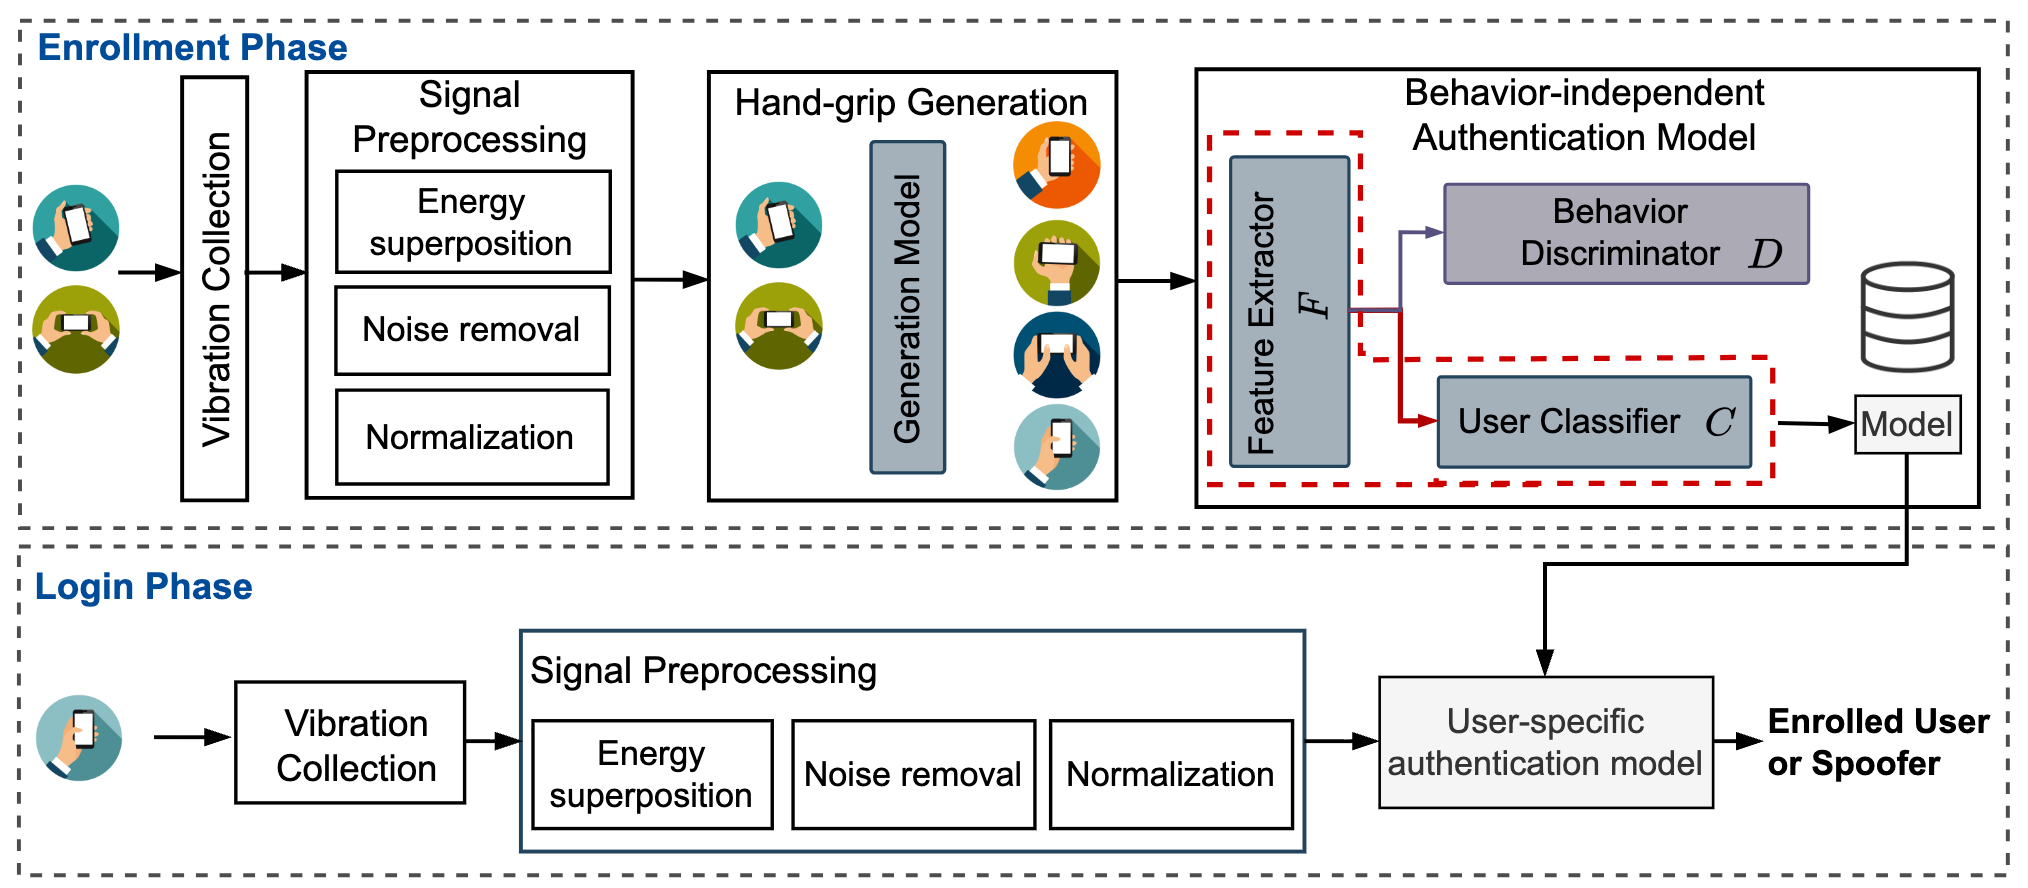 Enrollment Phase
Vibration Collection
Signal
Preprocessing
Energy
superposition
Noise removal
Normalization
Hand-grip Generation
Generation Model
Behavior-independent
Authentication Model
Feature Extractor
F
Behavior
Discriminator D
User Classifier C
Model
Login Phase
Vibration
Collection
Signal Preprocessing
Energy
superposition
Noise removal
Normalization
User-specific
authentication model
Enrolled User
or Spoofer